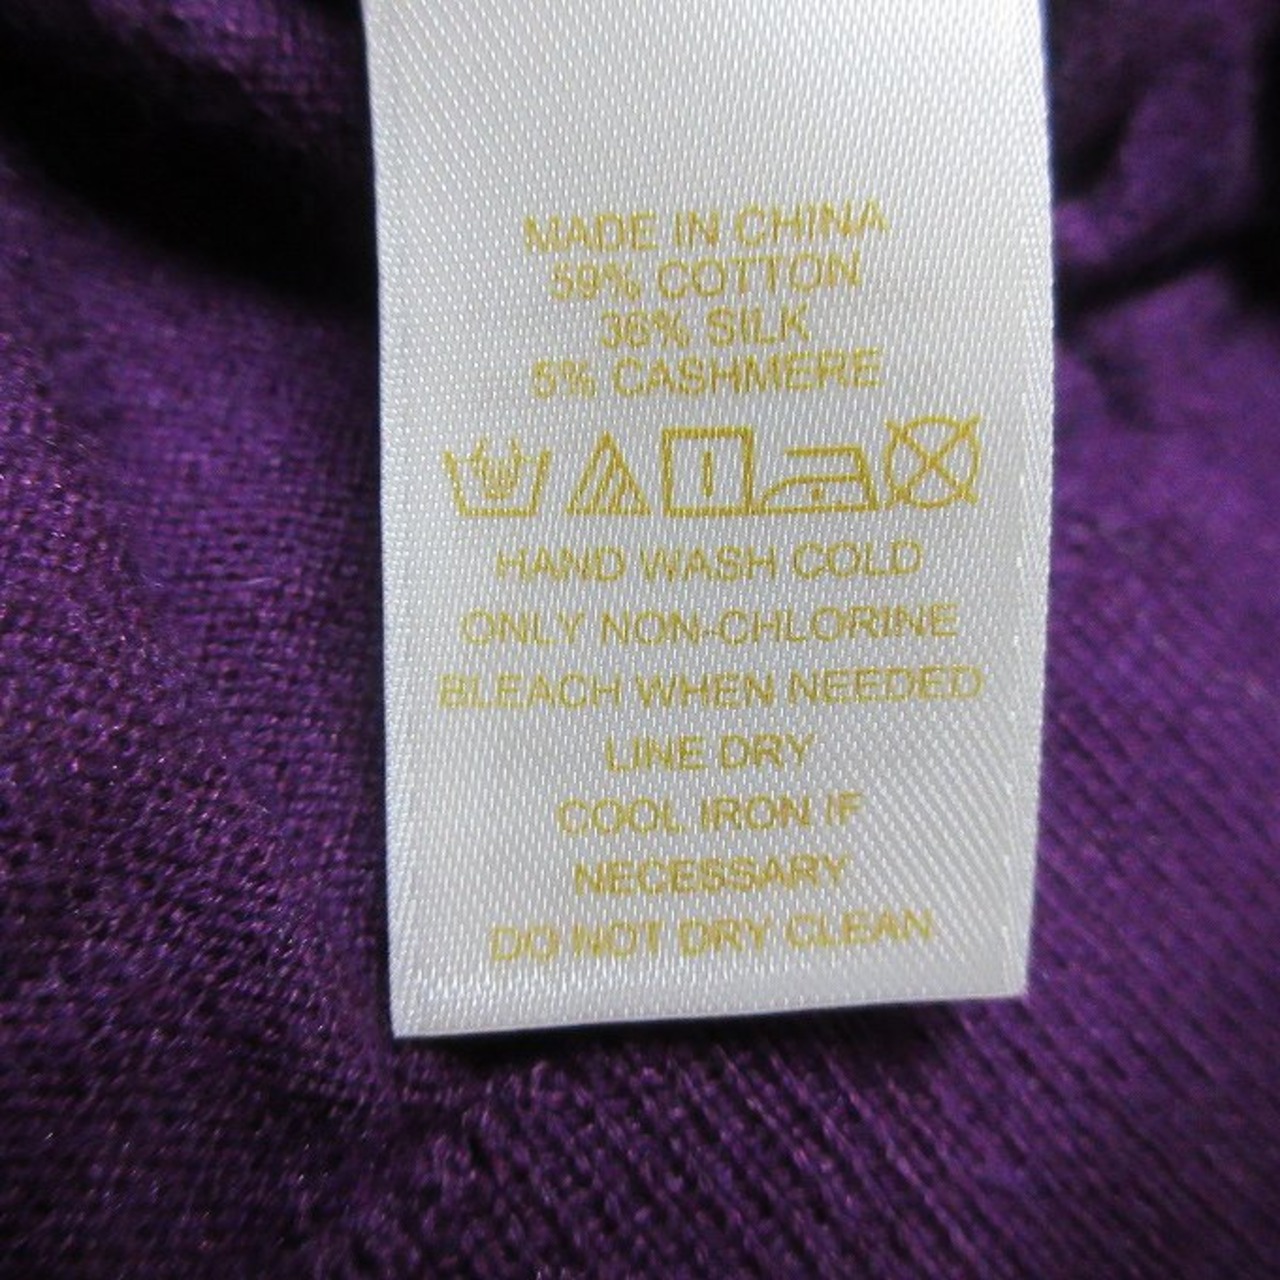 MADE IN CHINA
59% COTTON
36% SILK
5% CASHMERE
HAND WASH COLD
ONLY NON-CHLORINE
BLEACH WHEN NEEDED
LINE DRY
COOL IRON IF
NECESSARY
DO NOT DRY CLEAN